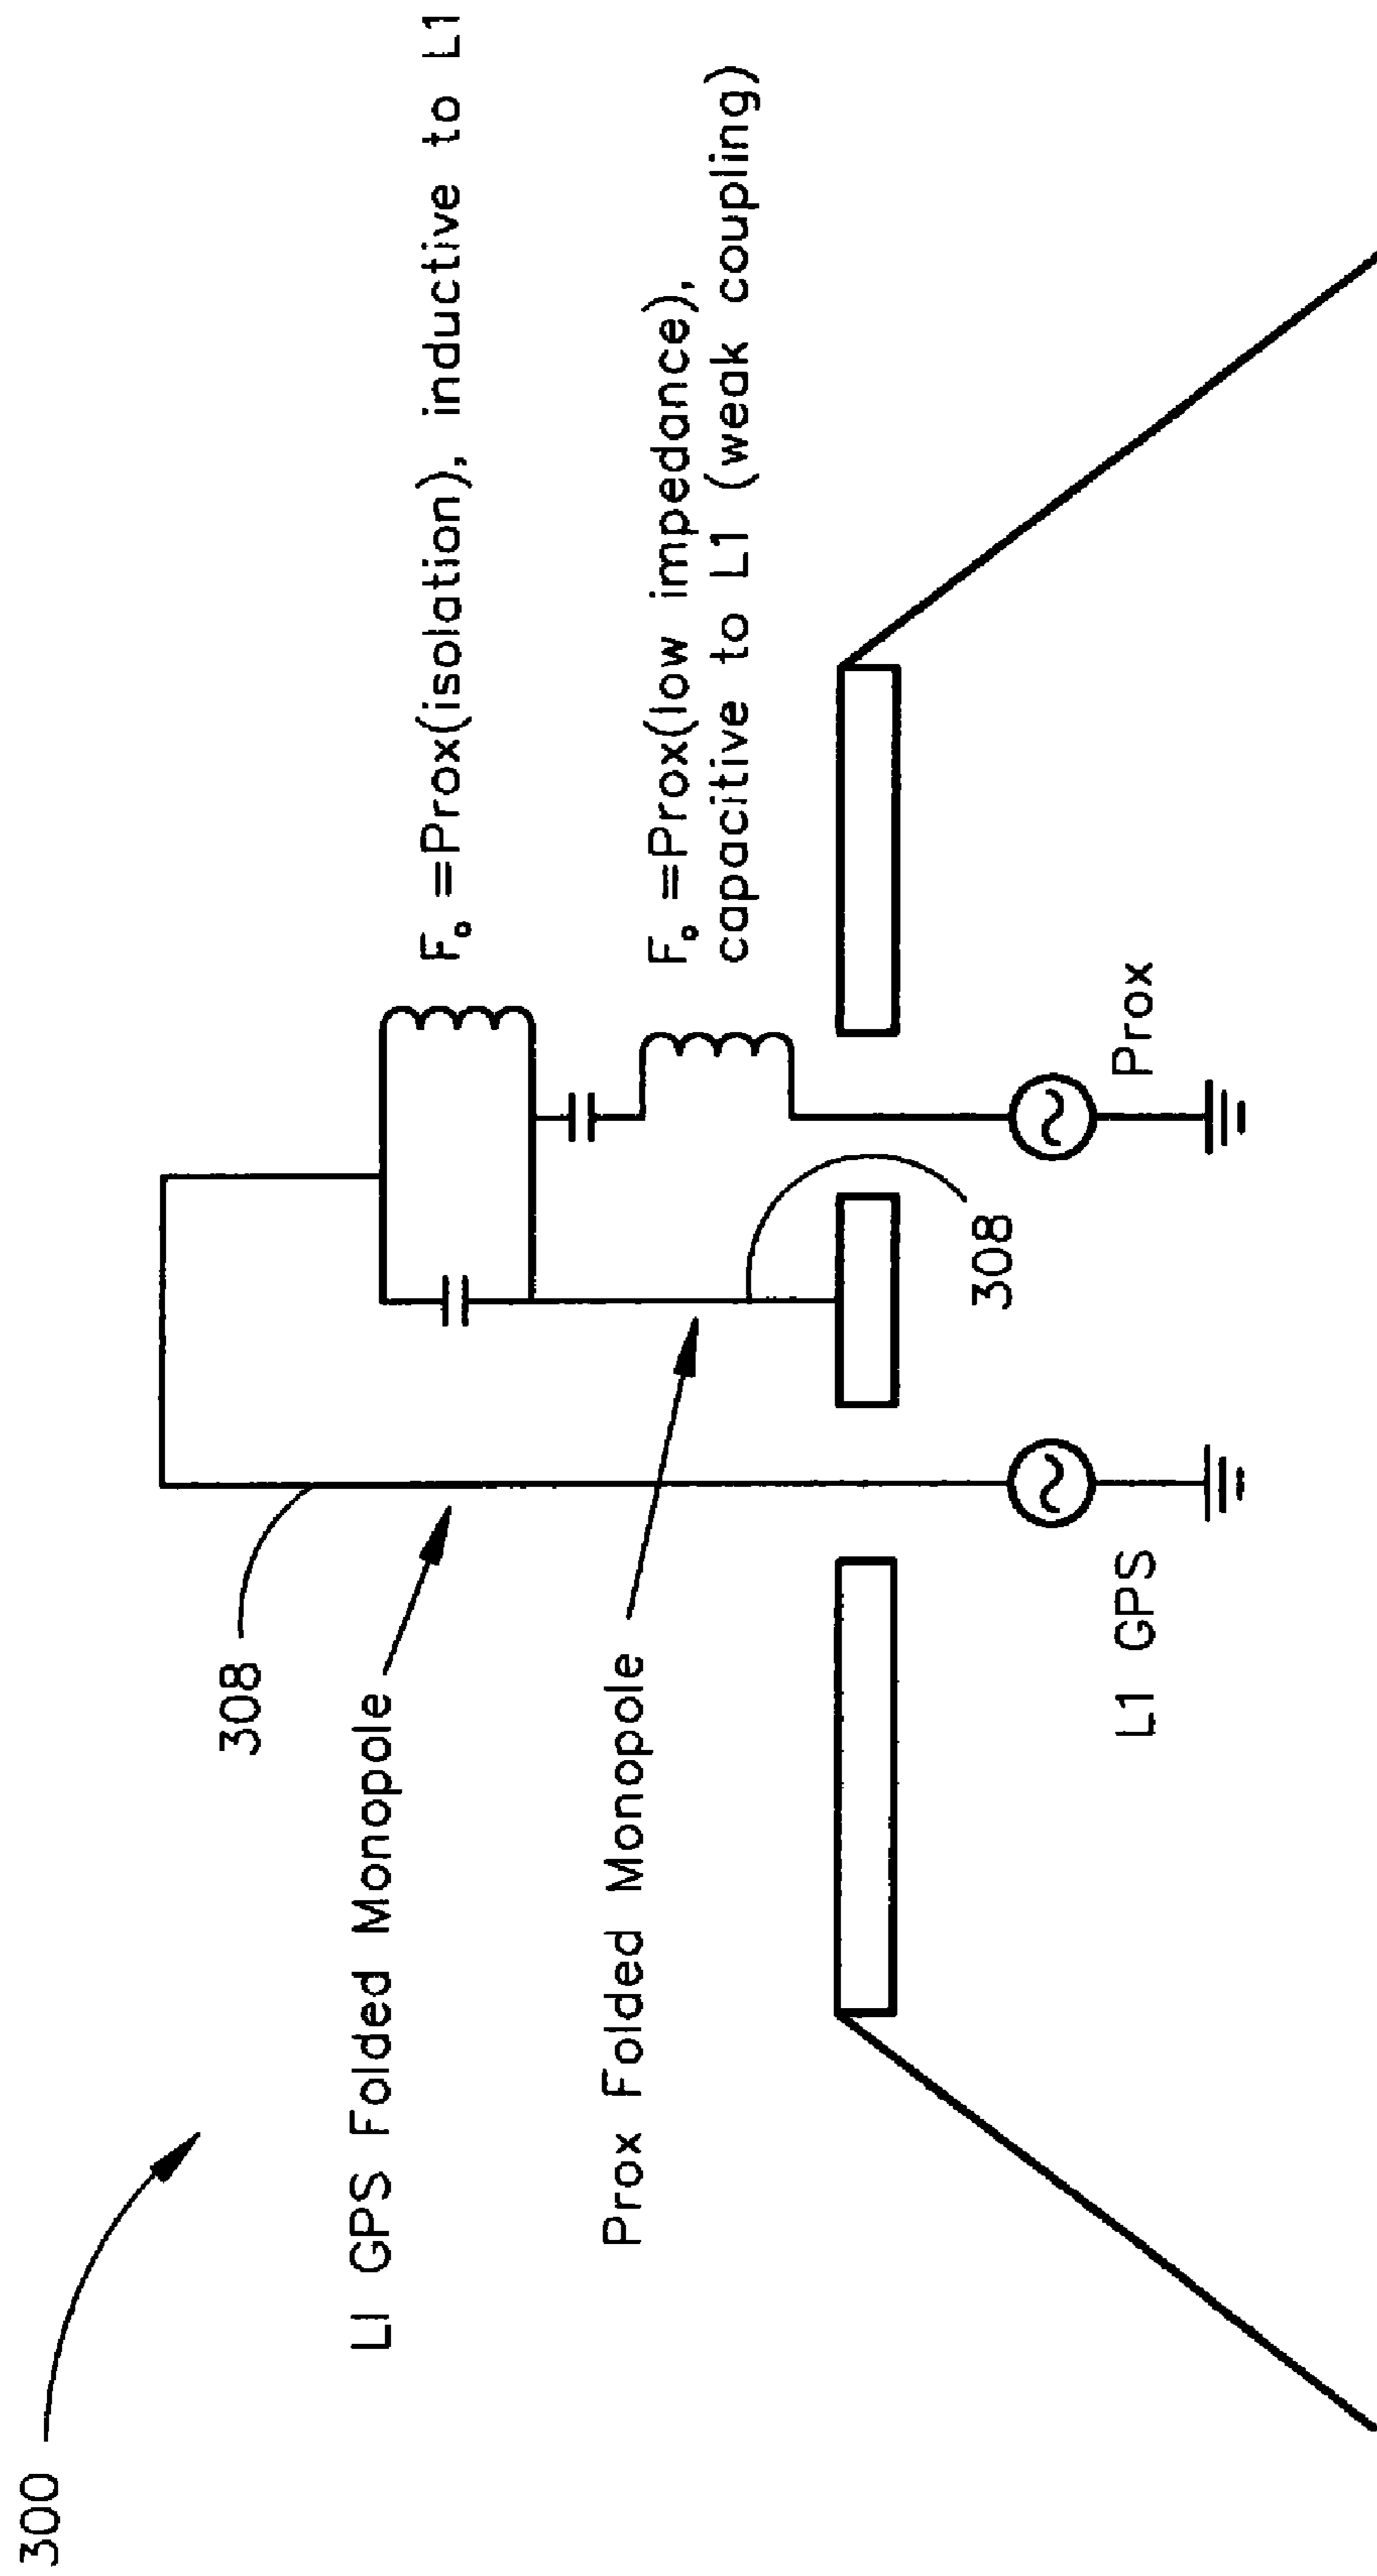 300
308
L1 GPS Folded Monopole
Prox Folded Monopole
F₀ =Prox(isolation), inductive to L1
F₀ =Prox(low impedance),
capacitive to L1 (weak coupling)
308
L1 GPS
Prox